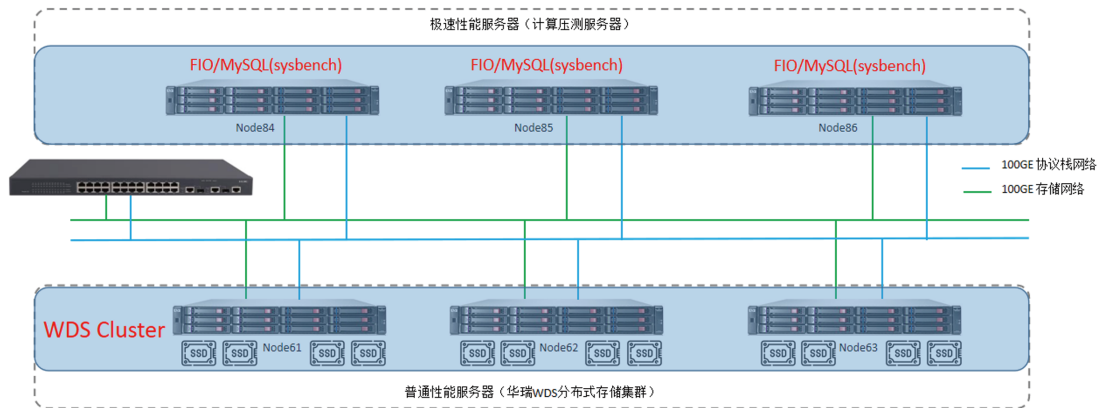 极速性能服务器（计算压测服务器）
FIO/MySQL(sysbench)
FIO/MySQL(sysbench)
FIO/MySQL(sysbench)
Node84
Node85
Node86
100GE 协议栈网络
100GE 存储网络
WDS Cluster
Node61
Node62
Node63
SSD
SSD
SSD
SSD
SSD
SSD
SSD
SSD
SSD
SSD
SSD
SSD
普通性能服务器（华瑞WDS分布式存储集群）